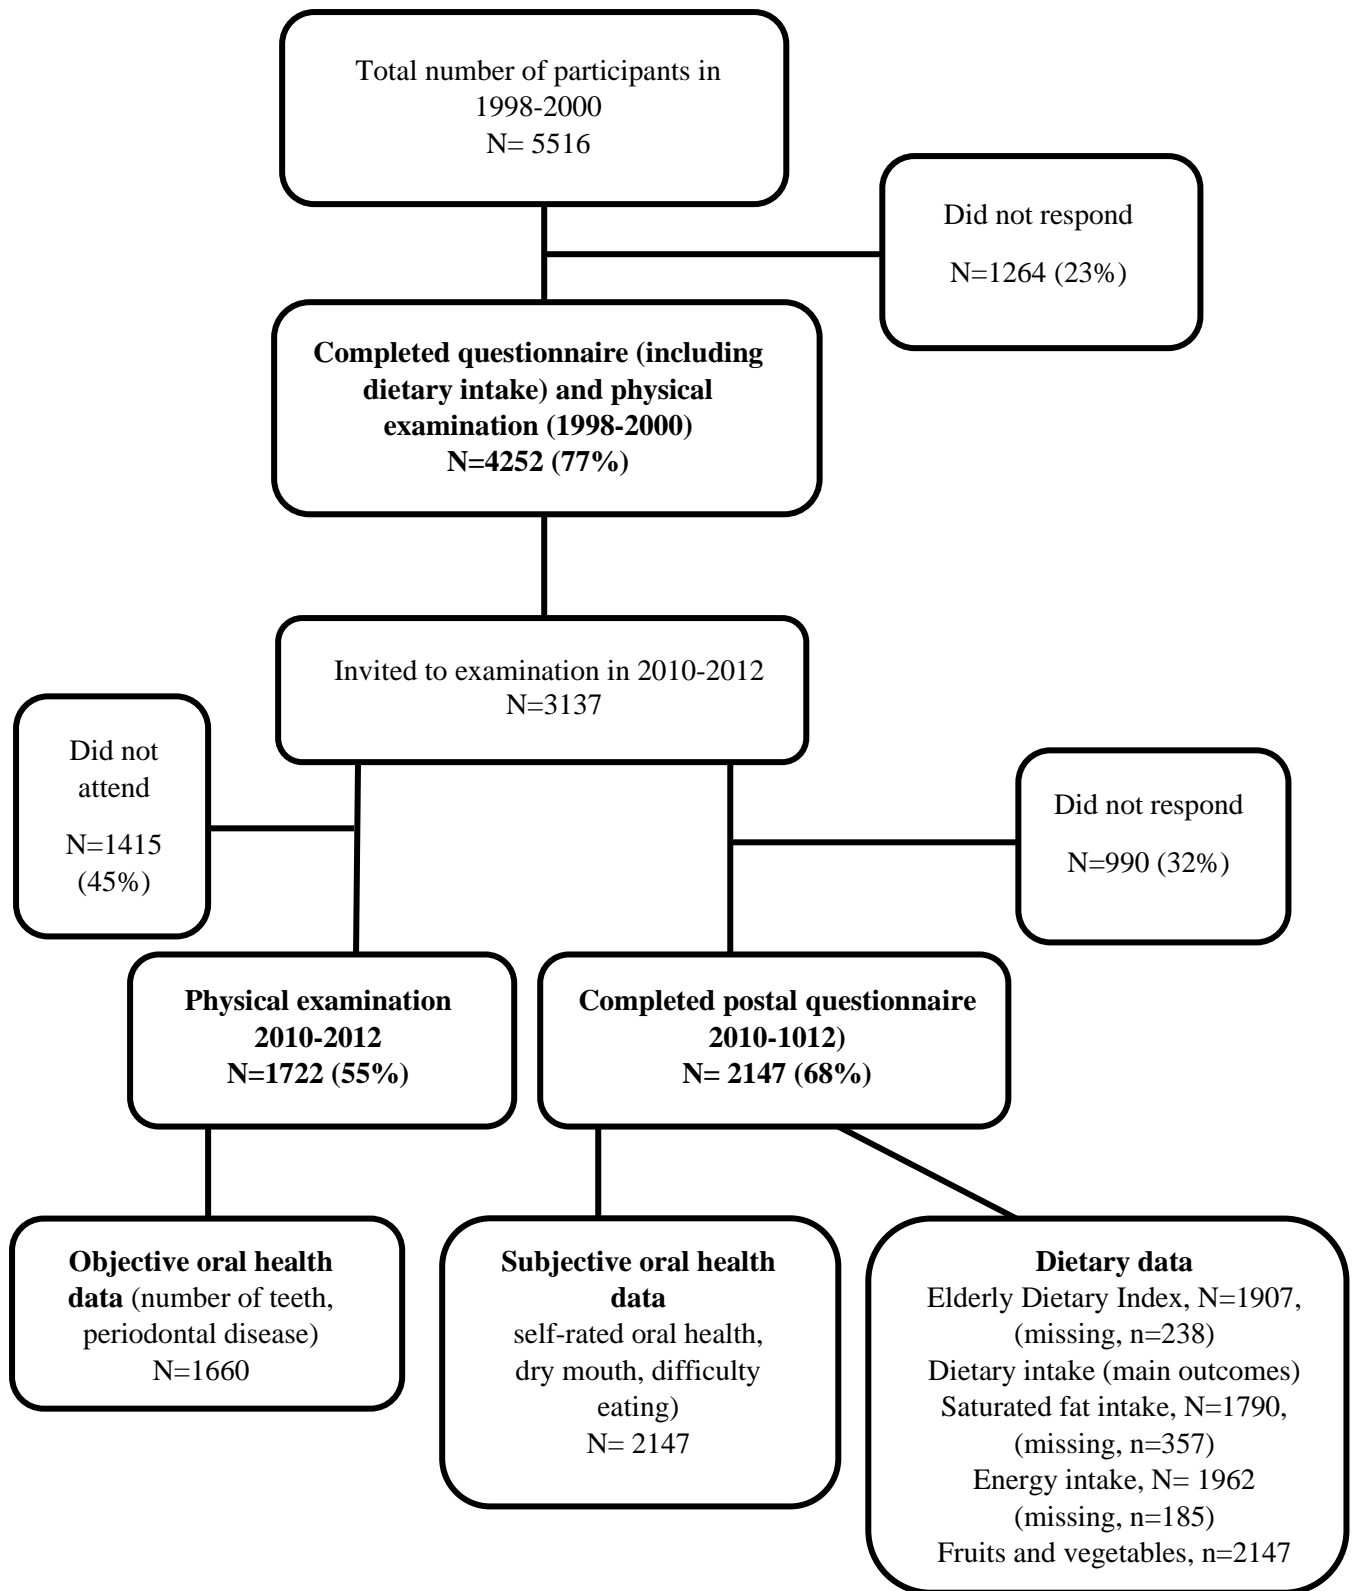 Total number of participants in
1998-2000
N= 5516
Did not respond
N=1264 (23%)
Completed questionnaire (including
dietary intake) and physical
examination (1998-2000)
N=4252 (77%)
Invited to examination in 2010-2012
N=3137
Did not
attend
N=1415
(45%)
Did not respond
N=990 (32%)
Physical examination
2010-2012
N=1722 (55%)
Completed postal questionnaire
2010-1012)
N= 2147 (68%)
Objective oral health
data (number of teeth,
periodontal disease)
N=1660
Subjective oral health
data
self-rated oral health,
dry mouth, difficulty
eating)
N= 2147
Dietary data
Elderly Dietary Index, N=1907,
(missing, n=238)
Dietary intake (main outcomes)
Saturated fat intake, N=1790,
(missing, n=357)
Energy intake, N= 1962
(missing, n=185)
Fruits and vegetables, n=2147